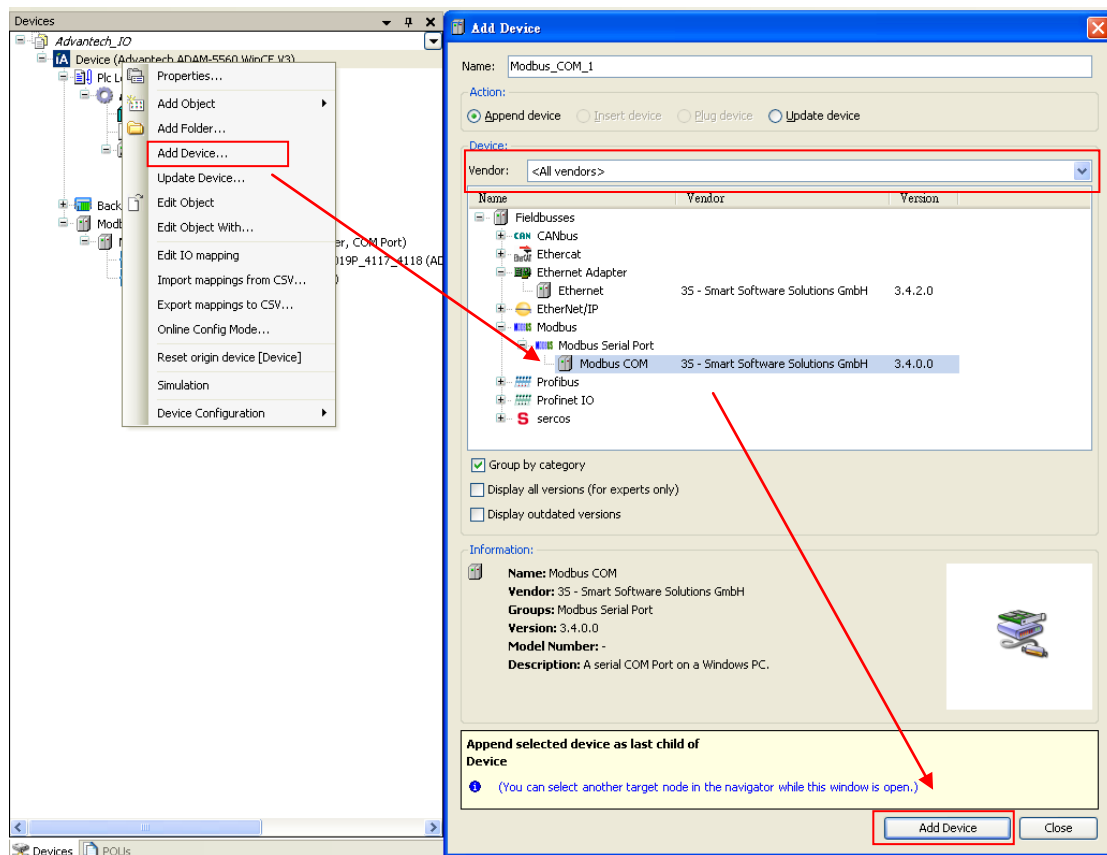 Devices
Advantech_IO
Device (Advantech ADAM-5560 WinCE V3)
Plc L
Back
Modb
er, COM Port)
019P_4117_4118 (AD
)
Properties...
Add Object
Add Folder...
Add Device...
Update Device...
Edit Object
Edit Object With...
Edit IO mapping
Import mappings from CSV...
Export mappings to CSV...
Online Config Mode...
Reset origin device [Device]
Simulation
Device Configuration
Devices POUs
Add Device
Name: Modbus_COM_1
Action:
Append device Insert device Plug device Update device
Device:
Vendor: <All vendors>
Name Vendor Version
Fieldbusses
CAN CANbus
Ethercat
Ethernet Adapter
Ethernet 3S - Smart Software Solutions GmbH 3.4.2.0
EtherNet/IP
Modbus
Modbus Serial Port
Modbus COM 3S - Smart Software Solutions GmbH 3.4.0.0
Profibus
Profinet IO
S sercos
Group by category
Display all versions (for experts only)
Display outdated versions
Information:
Name: Modbus COM
Vendor: 3S - Smart Software Solutions GmbH
Groups: Modbus Serial Port
Version: 3.4.0.0
Model Number: -
Description: A serial COM Port on a Windows PC.
Append selected device as last child of
Device
(You can select another target node in the navigator while this window is open.)
Add Device Close